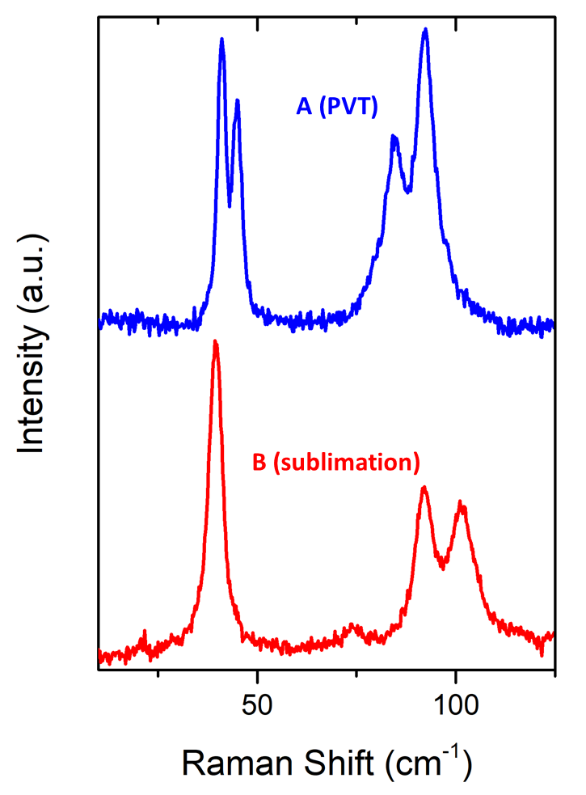 A (PVT)
B (sublimation)
Intensity (a.u.)
50 100
Raman Shift (cm⁻¹)